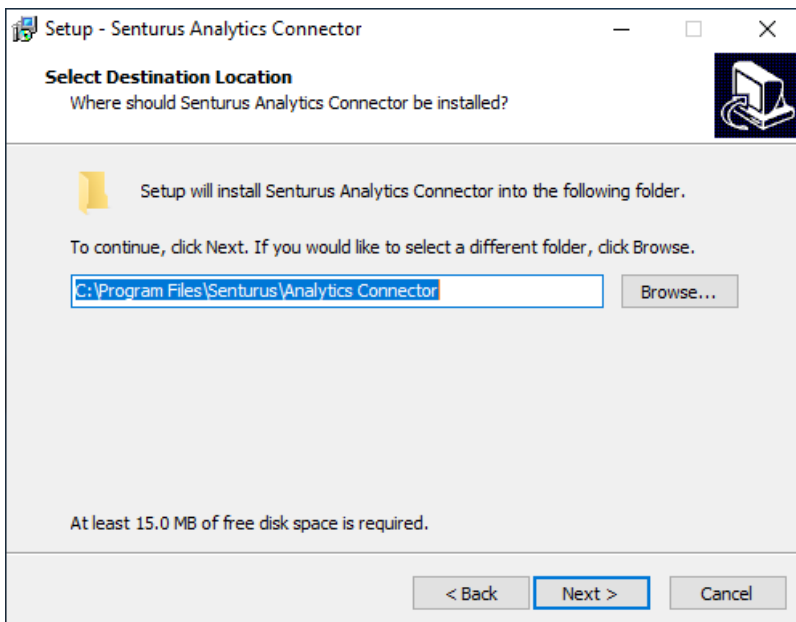 Setup - Senturus Analytics Connector
Select Destination Location
Where should Senturus Analytics Connector be installed?
Setup will install Senturus Analytics Connector into the following folder.
To continue, click Next. If you would like to select a different folder, click Browse.
C:\Program Files\Senturus\Analytics Connector
Browse...
At least 15.0 MB of free disk space is required.
< Back
Next >
Cancel